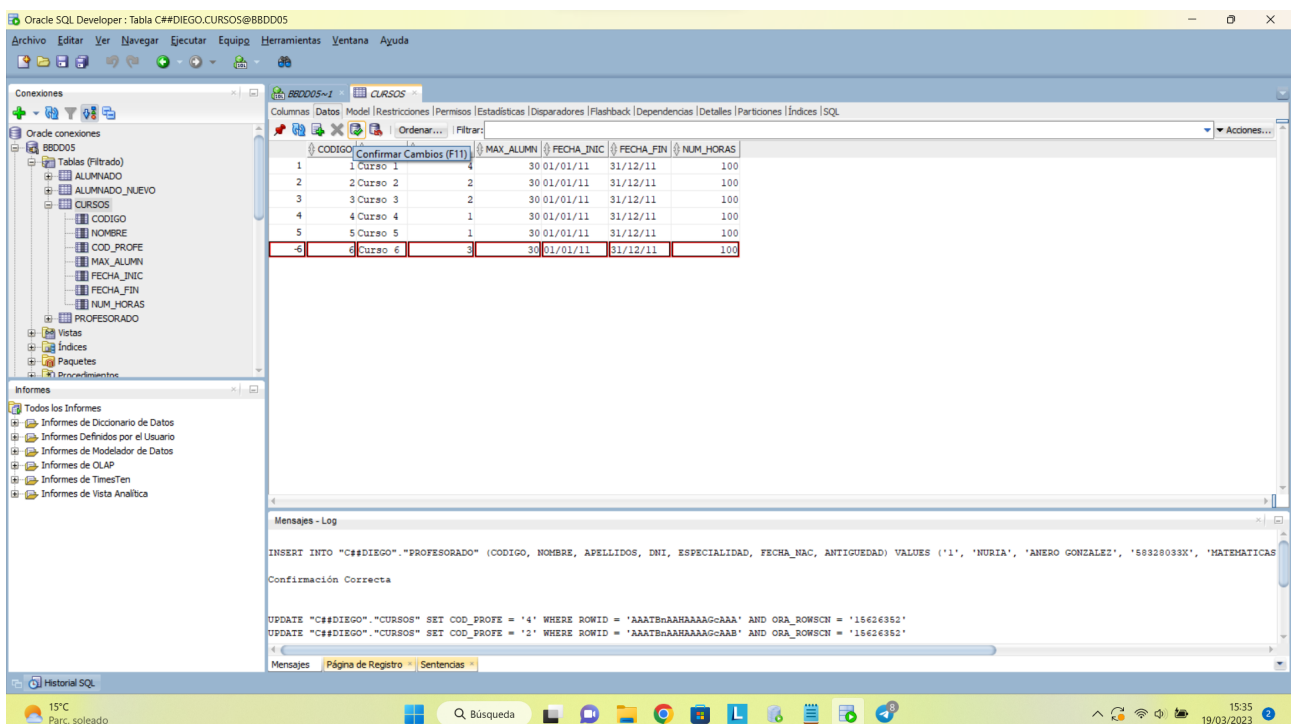 Oracle SQL Developer : Tabla C##DIEGO.CURSOS@BBDD05
Archivo Editar Ver Navegar Ejecutar Equipo Herramientas Ventana Ayuda
Conexiones
Oracle conexiones
BBDD05
Tablas (Filtrado)
ALUMNADO
ALUMNADO_NUEVO
CURSOS
CODIGO
NOMBRE
COD_PROFE
MAX_ALUMN
FECHA_INIC
FECHA_FIN
NUM_HORAS
PROFESORADO
Vistas
Índices
Paquetes
Procedimientos
Informes
Todos los Informes
Informes de Diccionario de Datos
Informes Definidos por el Usuario
Informes de Modelador de Datos
Informes de OLAP
Informes de TimesTen
Informes de Vista Analítica
BBDD05~1 CURSOS
Columnas Datos Model Restricciones Permisos Estadísticas Disparadores Flashback Dependencias Detalles Particiones Índices SQL
Ordenar... Filtrar: Acciones...
CODIGO MAX_ALUMN FECHA_INIC FECHA_FIN NUM_HORAS
Confirmar Cambios (F11)
1 1 Curso 1 4 30 01/01/11 31/12/11 100
2 2 Curso 2 2 30 01/01/11 31/12/11 100
3 3 Curso 3 2 30 01/01/11 31/12/11 100
4 4 Curso 4 1 30 01/01/11 31/12/11 100
5 5 Curso 5 1 30 01/01/11 31/12/11 100
-6 6 Curso 6 3 30 01/01/11 31/12/11 100
Mensajes - Log
INSERT INTO "C##DIEGO"."PROFESORADO" (CODIGO, NOMBRE, APELLIDOS, DNI, ESPECIALIDAD, FECHA_NAC, ANTIGUEDAD) VALUES ('1', 'NURIA', 'ANERO GONZALEZ', '58328033X', 'MATEMATICAS
Confirmación Correcta
UPDATE "C##DIEGO"."CURSOS" SET COD_PROFE = '4' WHERE ROWID = 'AAATBnAAHAAAAGcAAA' AND ORA_ROWSCN = '15626352'
UPDATE "C##DIEGO"."CURSOS" SET COD_PROFE = '2' WHERE ROWID = 'AAATBnAAHAAAAGcAAB' AND ORA_ROWSCN = '15626352'
Mensajes Página de Registro Sentencias
Historial SQL
15°C
Parc. soleado
Búsqueda
L
8
15:35
19/03/2023
2